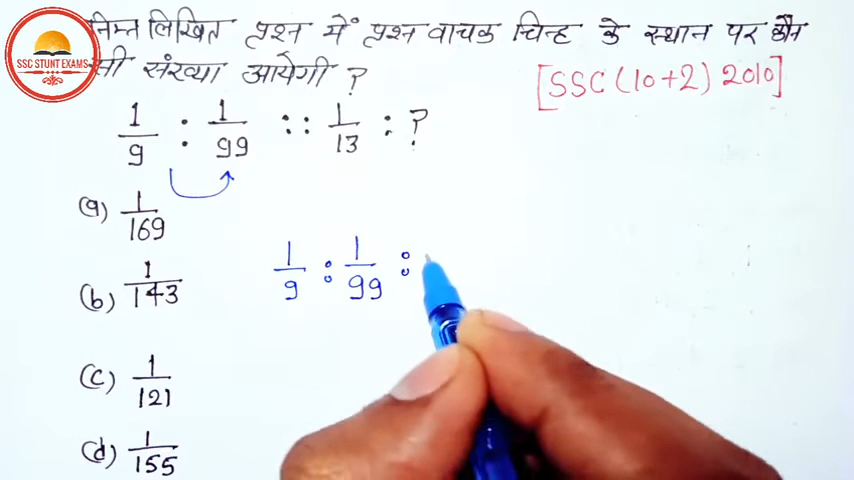 SSC STUNT EXAMS
निम्न लिखित प्रश्न में प्रश्न वाचक चिन्ह के स्थान पर कौन
सी संख्या आयेगी ?
[SSC (10+2) 2010]
1/9 : 1/99 :: 1/13 : ?
(a) 1/169
(b) 1/143
(c) 1/121
(d) 1/155
1/9 : 1/99 :